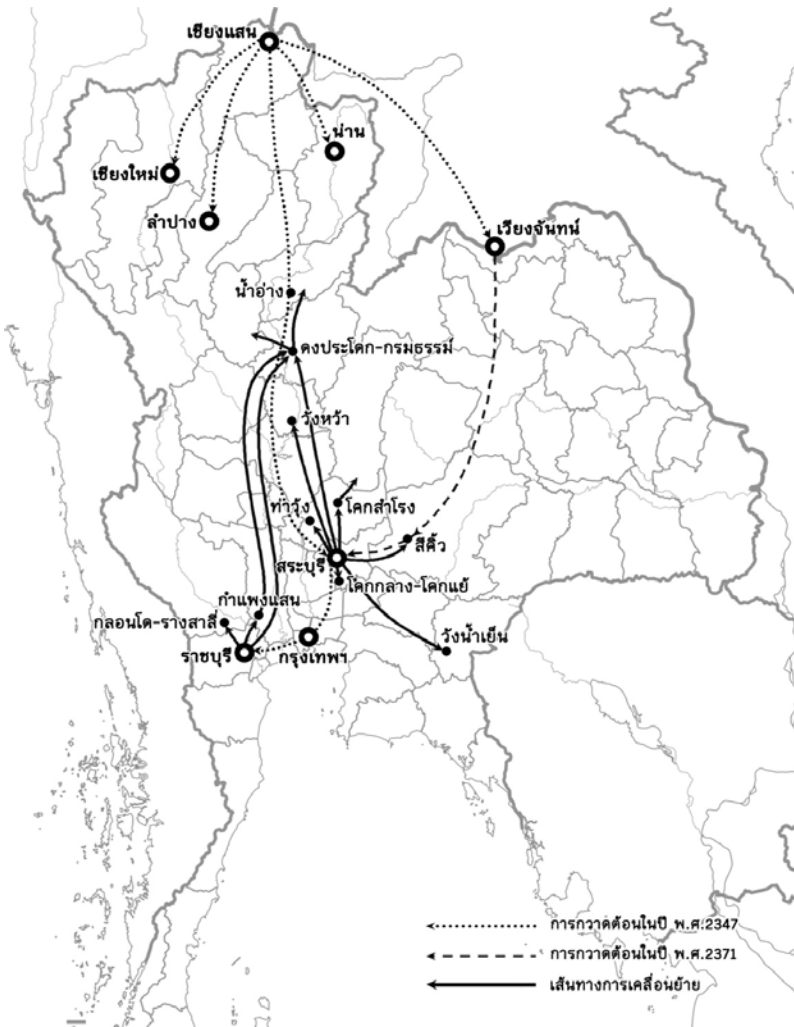 เชียงแสน
น่าน
เชียงใหม่
ลำปาง
เวียงจันทน์
น้ำอ่าง
ดงประโดก-กรมธรรม์
วังหว้า
ท่าวุ้ง
โคกสำโรง
สีคิ้ว
สระบุรี
โคกกลาง-โคกแย้
กำแพงแสน
กลอนโด-รางสาลี่
วังน้ำเย็น
ราชบุรี
กรุงเทพฯ
การกวาดต้อนในปี พ.ศ.2347
การกวาดต้อนในปี พ.ศ.2371
เส้นทางการเคลื่อนย้าย